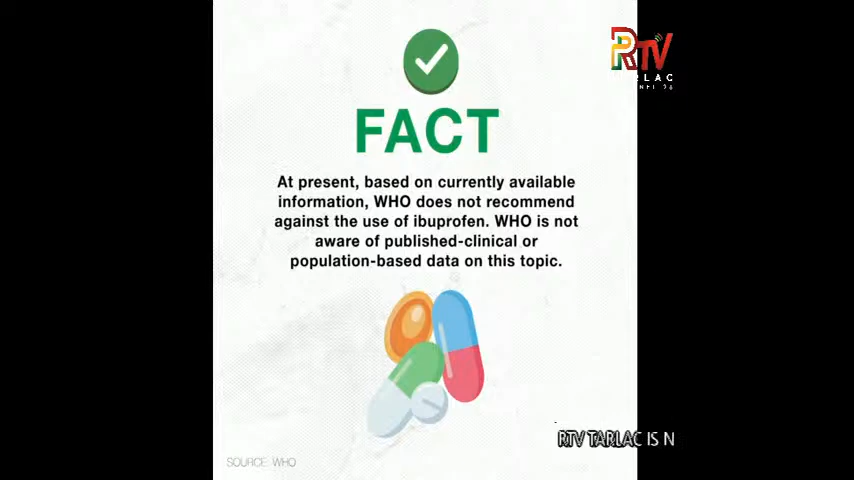 RTV
TARLAC
FACT
At present, based on currently available
information, WHO does not recommend
against the use of ibuprofen. WHO is not
aware of published-clinical or
population-based data on this topic.
RTV TARLAC IS N
SOURCE: WHO